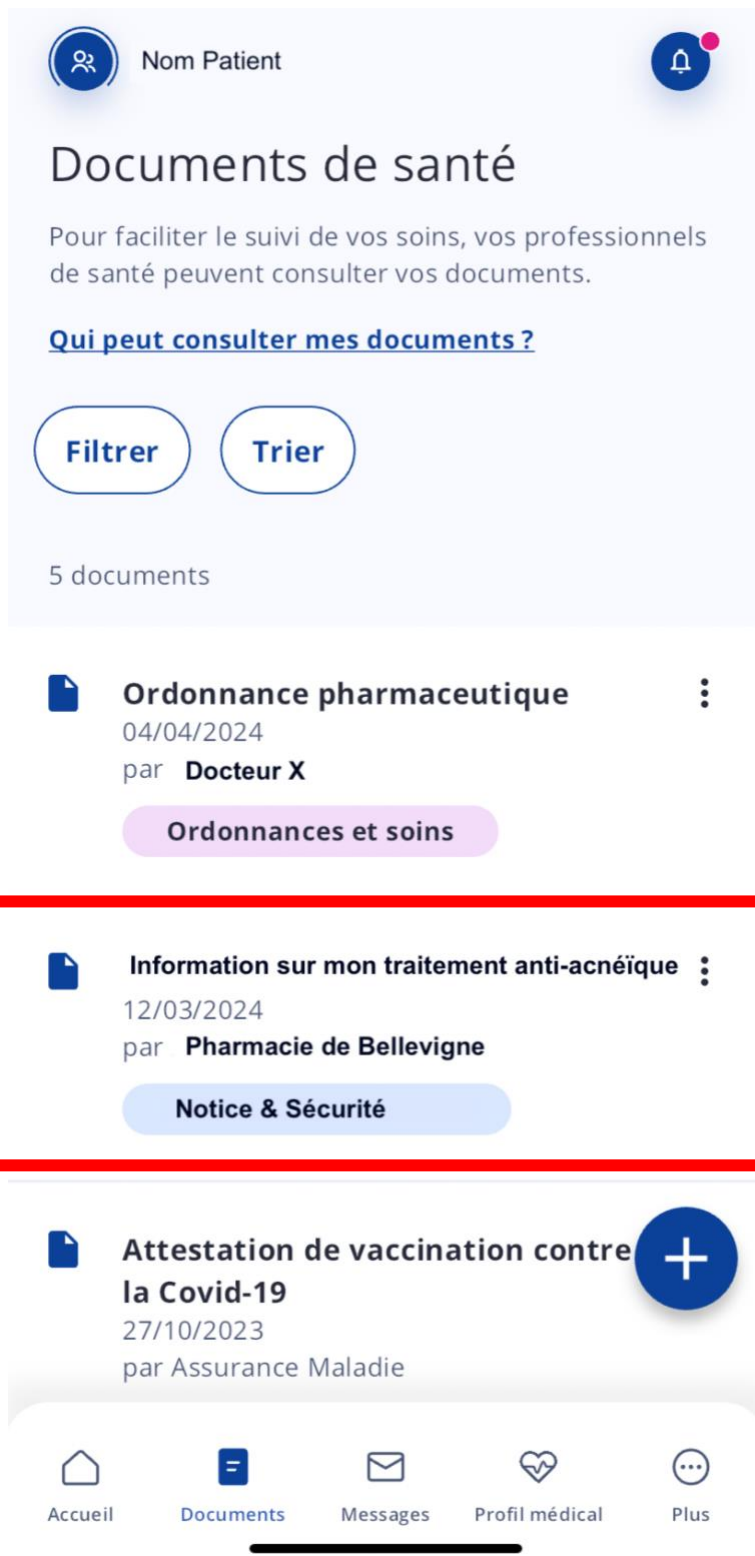 Nom Patient
Documents de santé
Pour faciliter le suivi de vos soins, vos professionnels
de santé peuvent consulter vos documents.
Qui peut consulter mes documents ?
Filtrer Trier
5 documents
Ordonnance pharmaceutique
04/04/2024
par Docteur X
Ordonnances et soins
Information sur mon traitement anti-acnéïque
12/03/2024
par Pharmacie de Bellevigne
Notice & Sécurité
Attestation de vaccination contre
la Covid-19
27/10/2023
par Assurance Maladie
Accueil Documents Messages Profil médical Plus